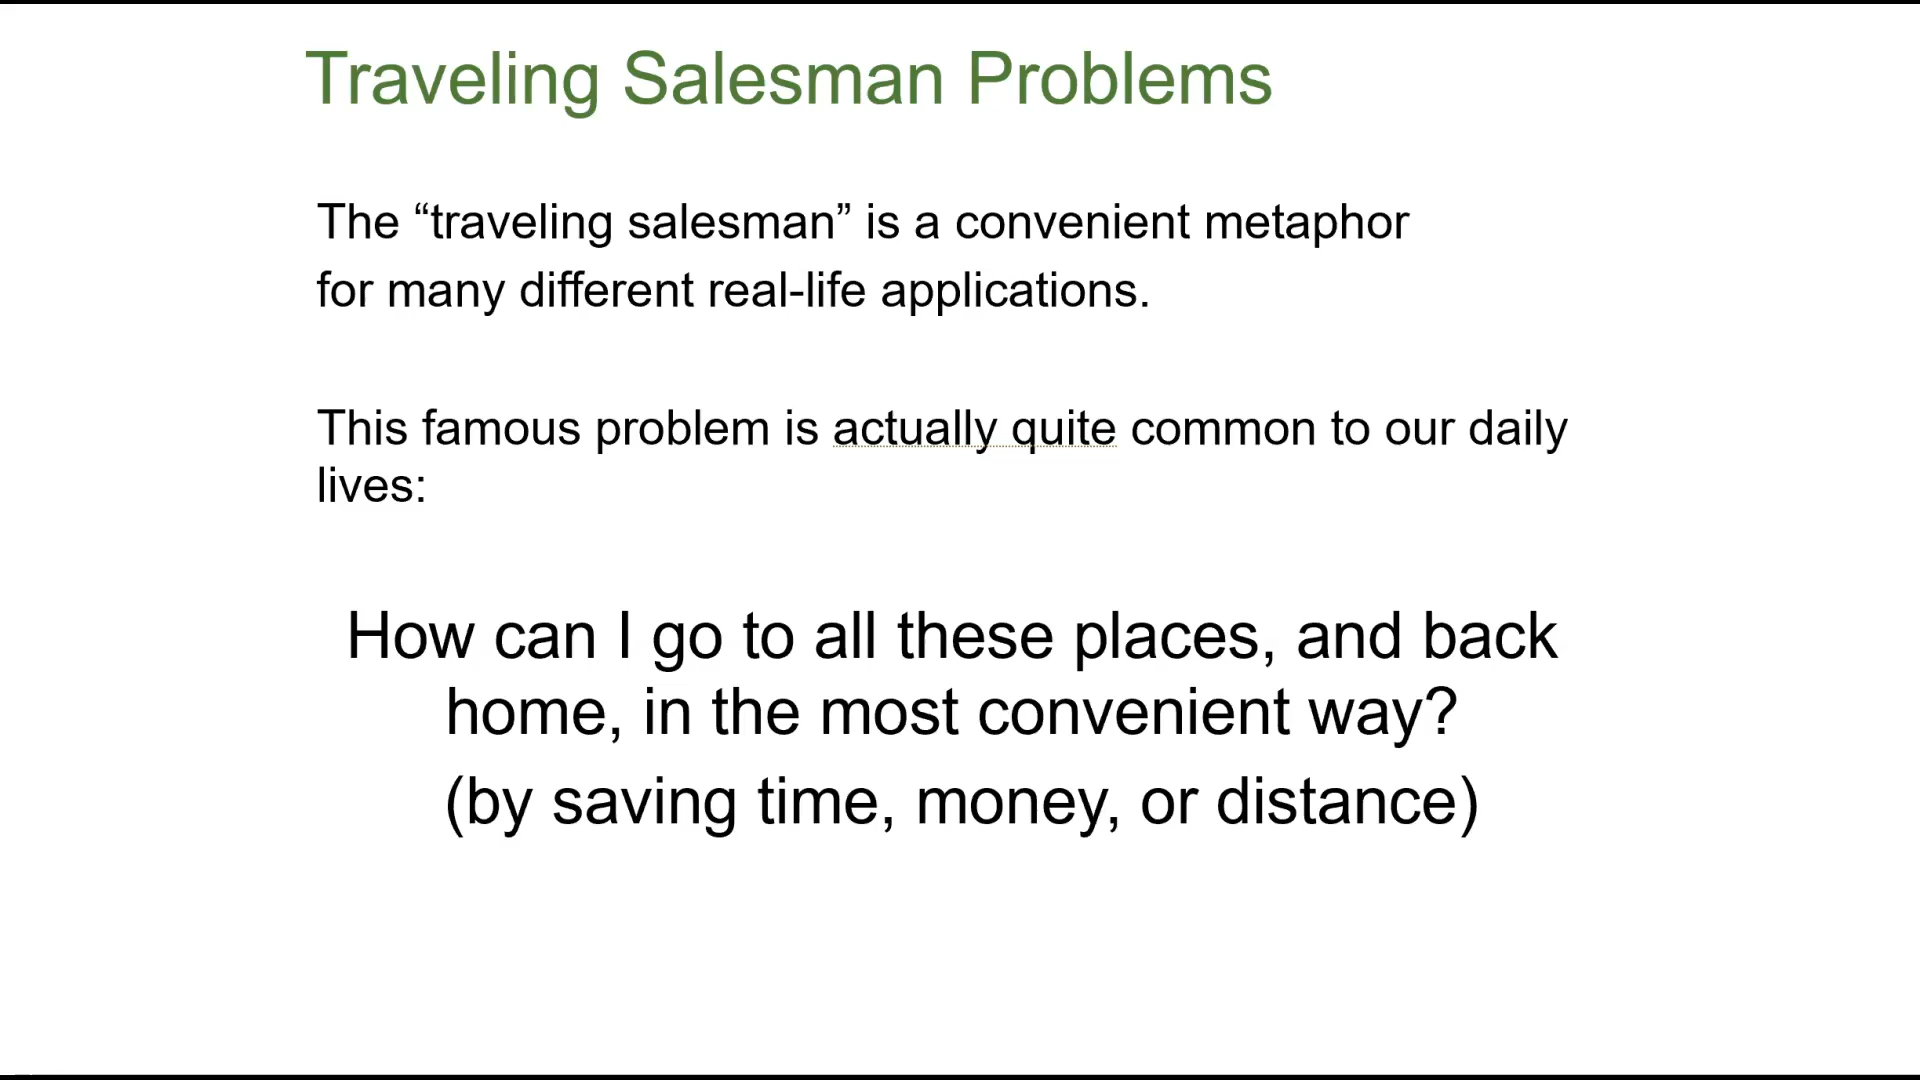 Traveling Salesman Problems
The “traveling salesman” is a convenient metaphor
for many different real-life applications.
This famous problem is actually quite common to our daily
lives:
How can I go to all these places, and back
home, in the most convenient way?
(by saving time, money, or distance)